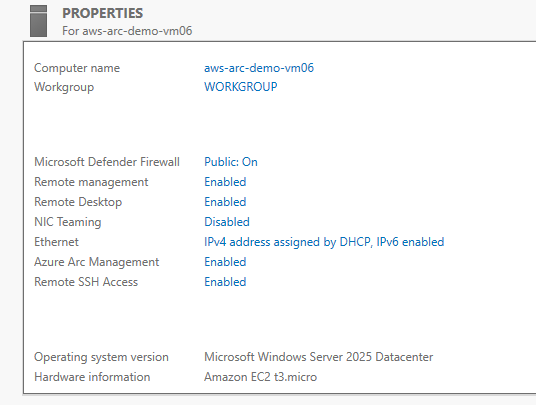 PROPERTIES
For aws-arc-demo-vm06
Computer name aws-arc-demo-vm06
Workgroup WORKGROUP
Microsoft Defender Firewall Public: On
Remote management Enabled
Remote Desktop Enabled
NIC Teaming Disabled
Ethernet IPv4 address assigned by DHCP, IPv6 enabled
Azure Arc Management Enabled
Remote SSH Access Enabled
Operating system version Microsoft Windows Server 2025 Datacenter
Hardware information Amazon EC2 t3.micro